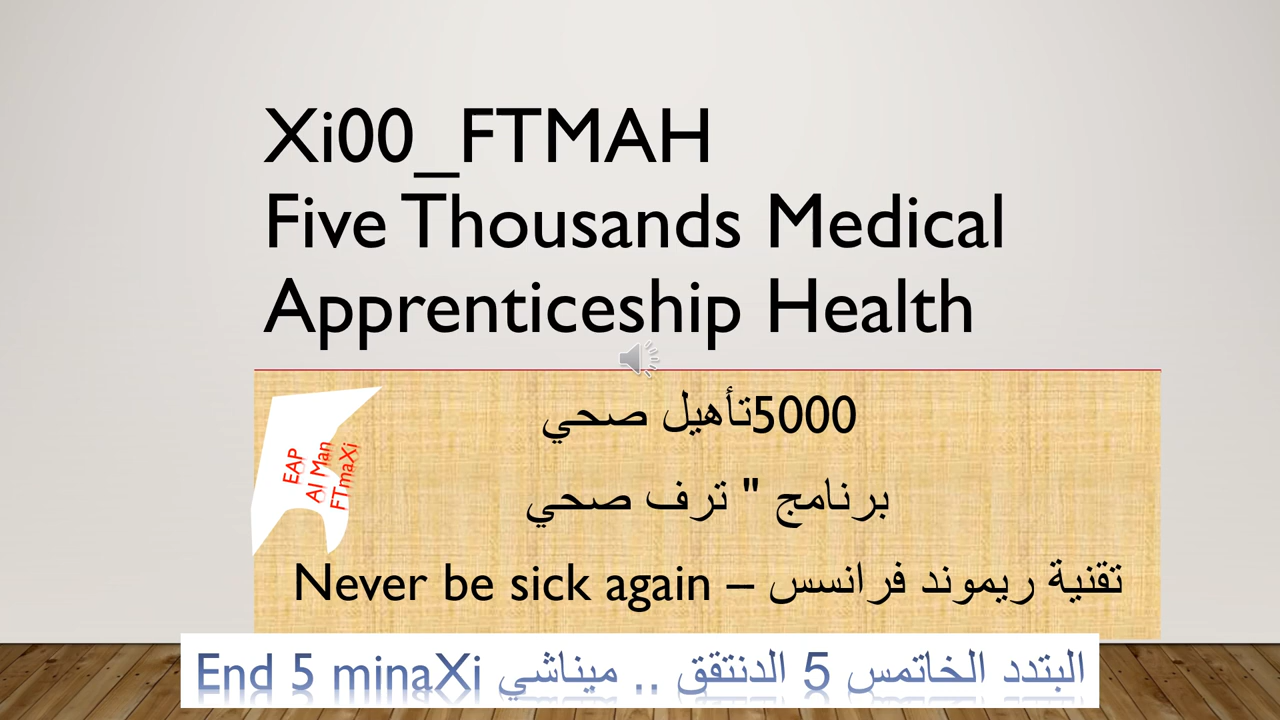 Xi00_FTMAH
Five Thousands Medical
Apprenticeship Health
5000تأهيل صحي
برنامج " ترف صحي
EAP
Al Man
FTmaXi
تقنية ريموند فرانسس – Never be sick again
البتدد الخاتمس 5 الدنتقق .. ميناشي End 5 minaXi